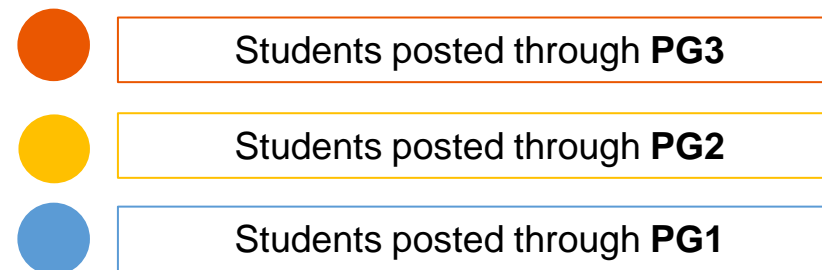 Students posted through PG3
Students posted through PG2
Students posted through PG1